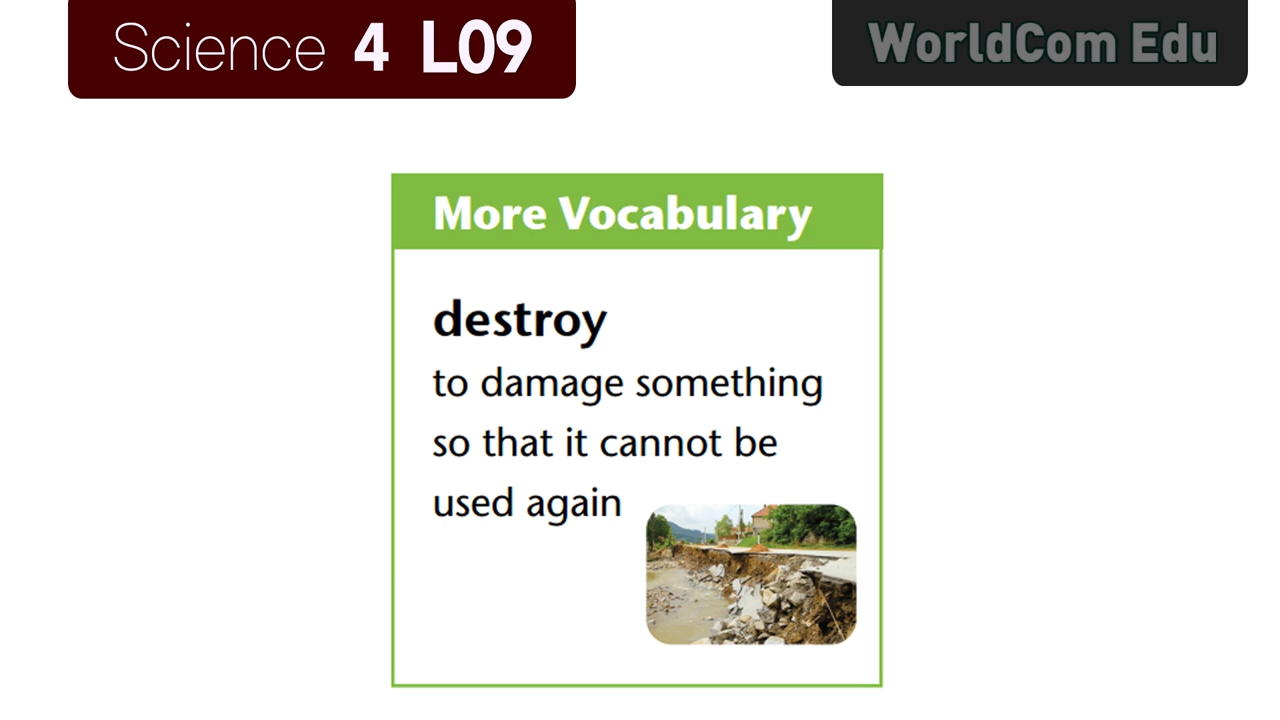 Science 4 L09
WorldCom Edu
More Vocabulary
destroy
to damage something
so that it cannot be
used again